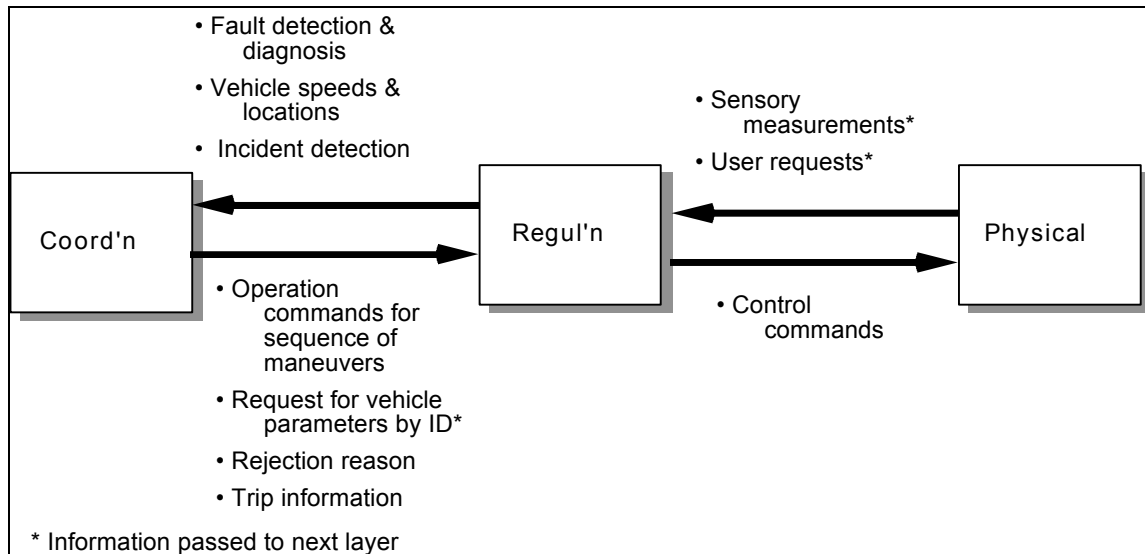 • Fault detection &
diagnosis
• Vehicle speeds &
locations
• Incident detection
• Sensory
measurements*
• User requests*
Coord'n
Regul'n
Physical
• Operation
commands for
sequence of
maneuvers
• Request for vehicle
parameters by ID*
• Rejection reason
• Trip information
• Control
commands
* Information passed to next layer